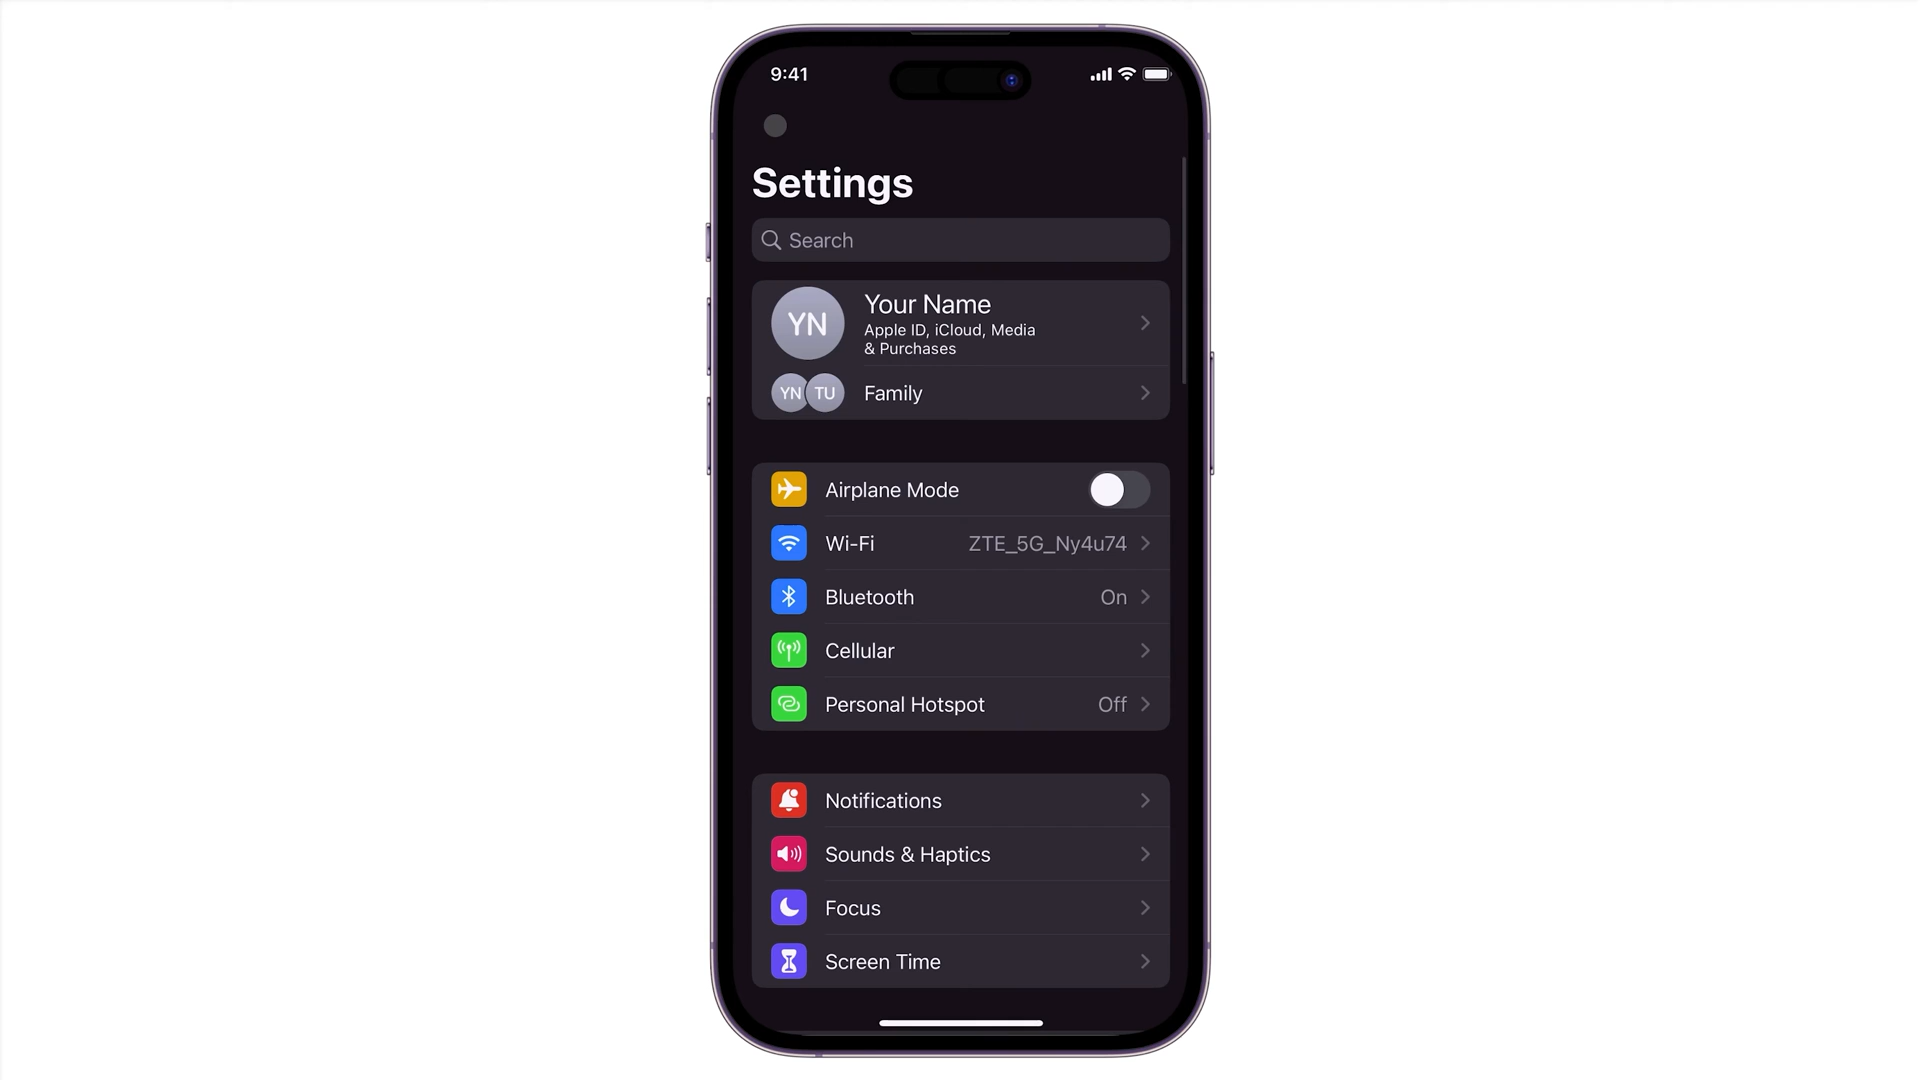 9:41
Settings
Search
YN
Your Name
Apple ID, iCloud, Media
& Purchases
YN TU Family
Airplane Mode
Wi-Fi ZTE_5G_Ny4u74
Bluetooth On
Cellular
Personal Hotspot Off
Notifications
Sounds & Haptics
Focus
Screen Time